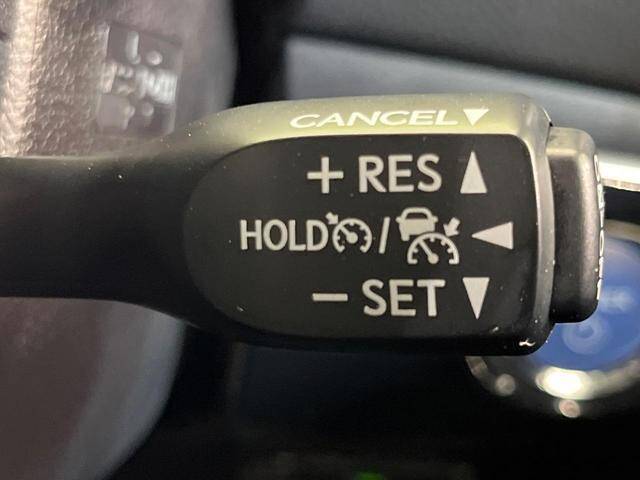 CANCEL▼
+ RES ▲
HOLD / ◀
− SET ▼